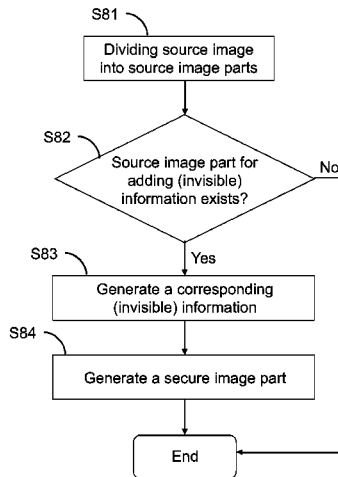 S81
Dividing source image
into source image parts
S82
Source image part for
adding (invisible)
information exists?
No
Yes
S83
Generate a corresponding
(invisible) information
S84
Generate a secure image part
End